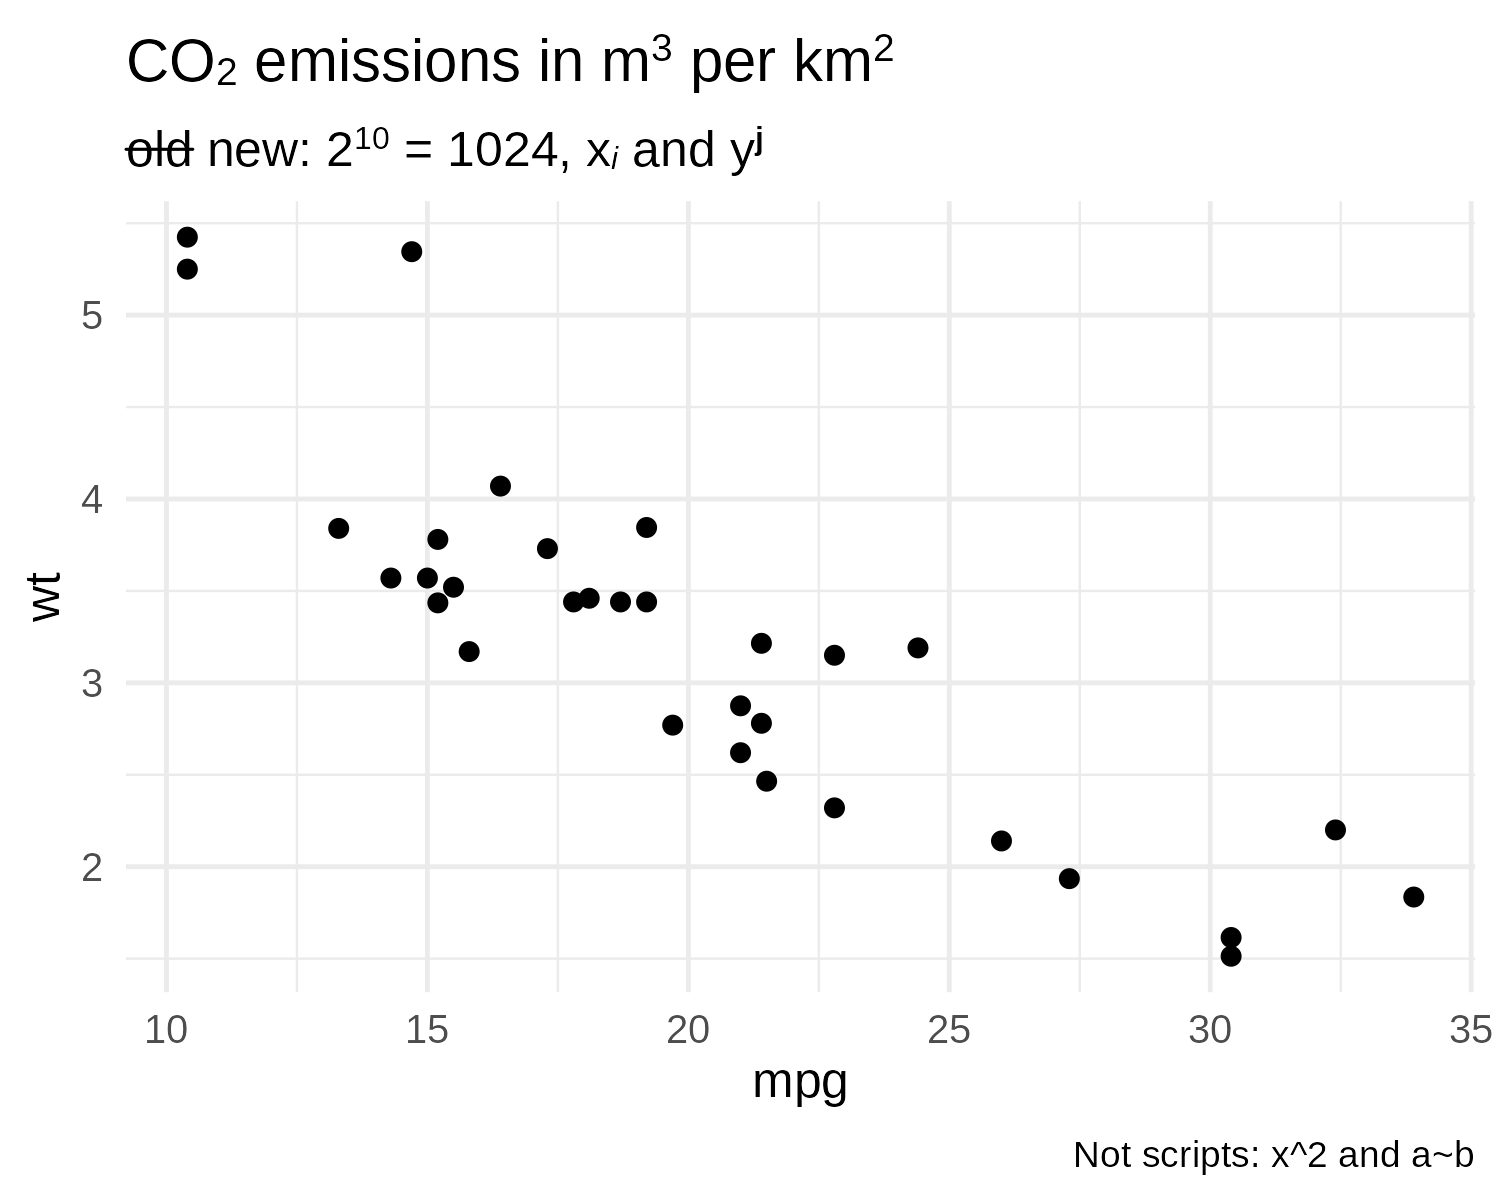 CO₂ emissions in m³ per km²
~~old~~ new: 2¹⁰ = 1024, xᵢ and yʲ
5
4
3
2
wt
10 15 20 25 30 35
mpg
Not scripts: x^2 and a~b